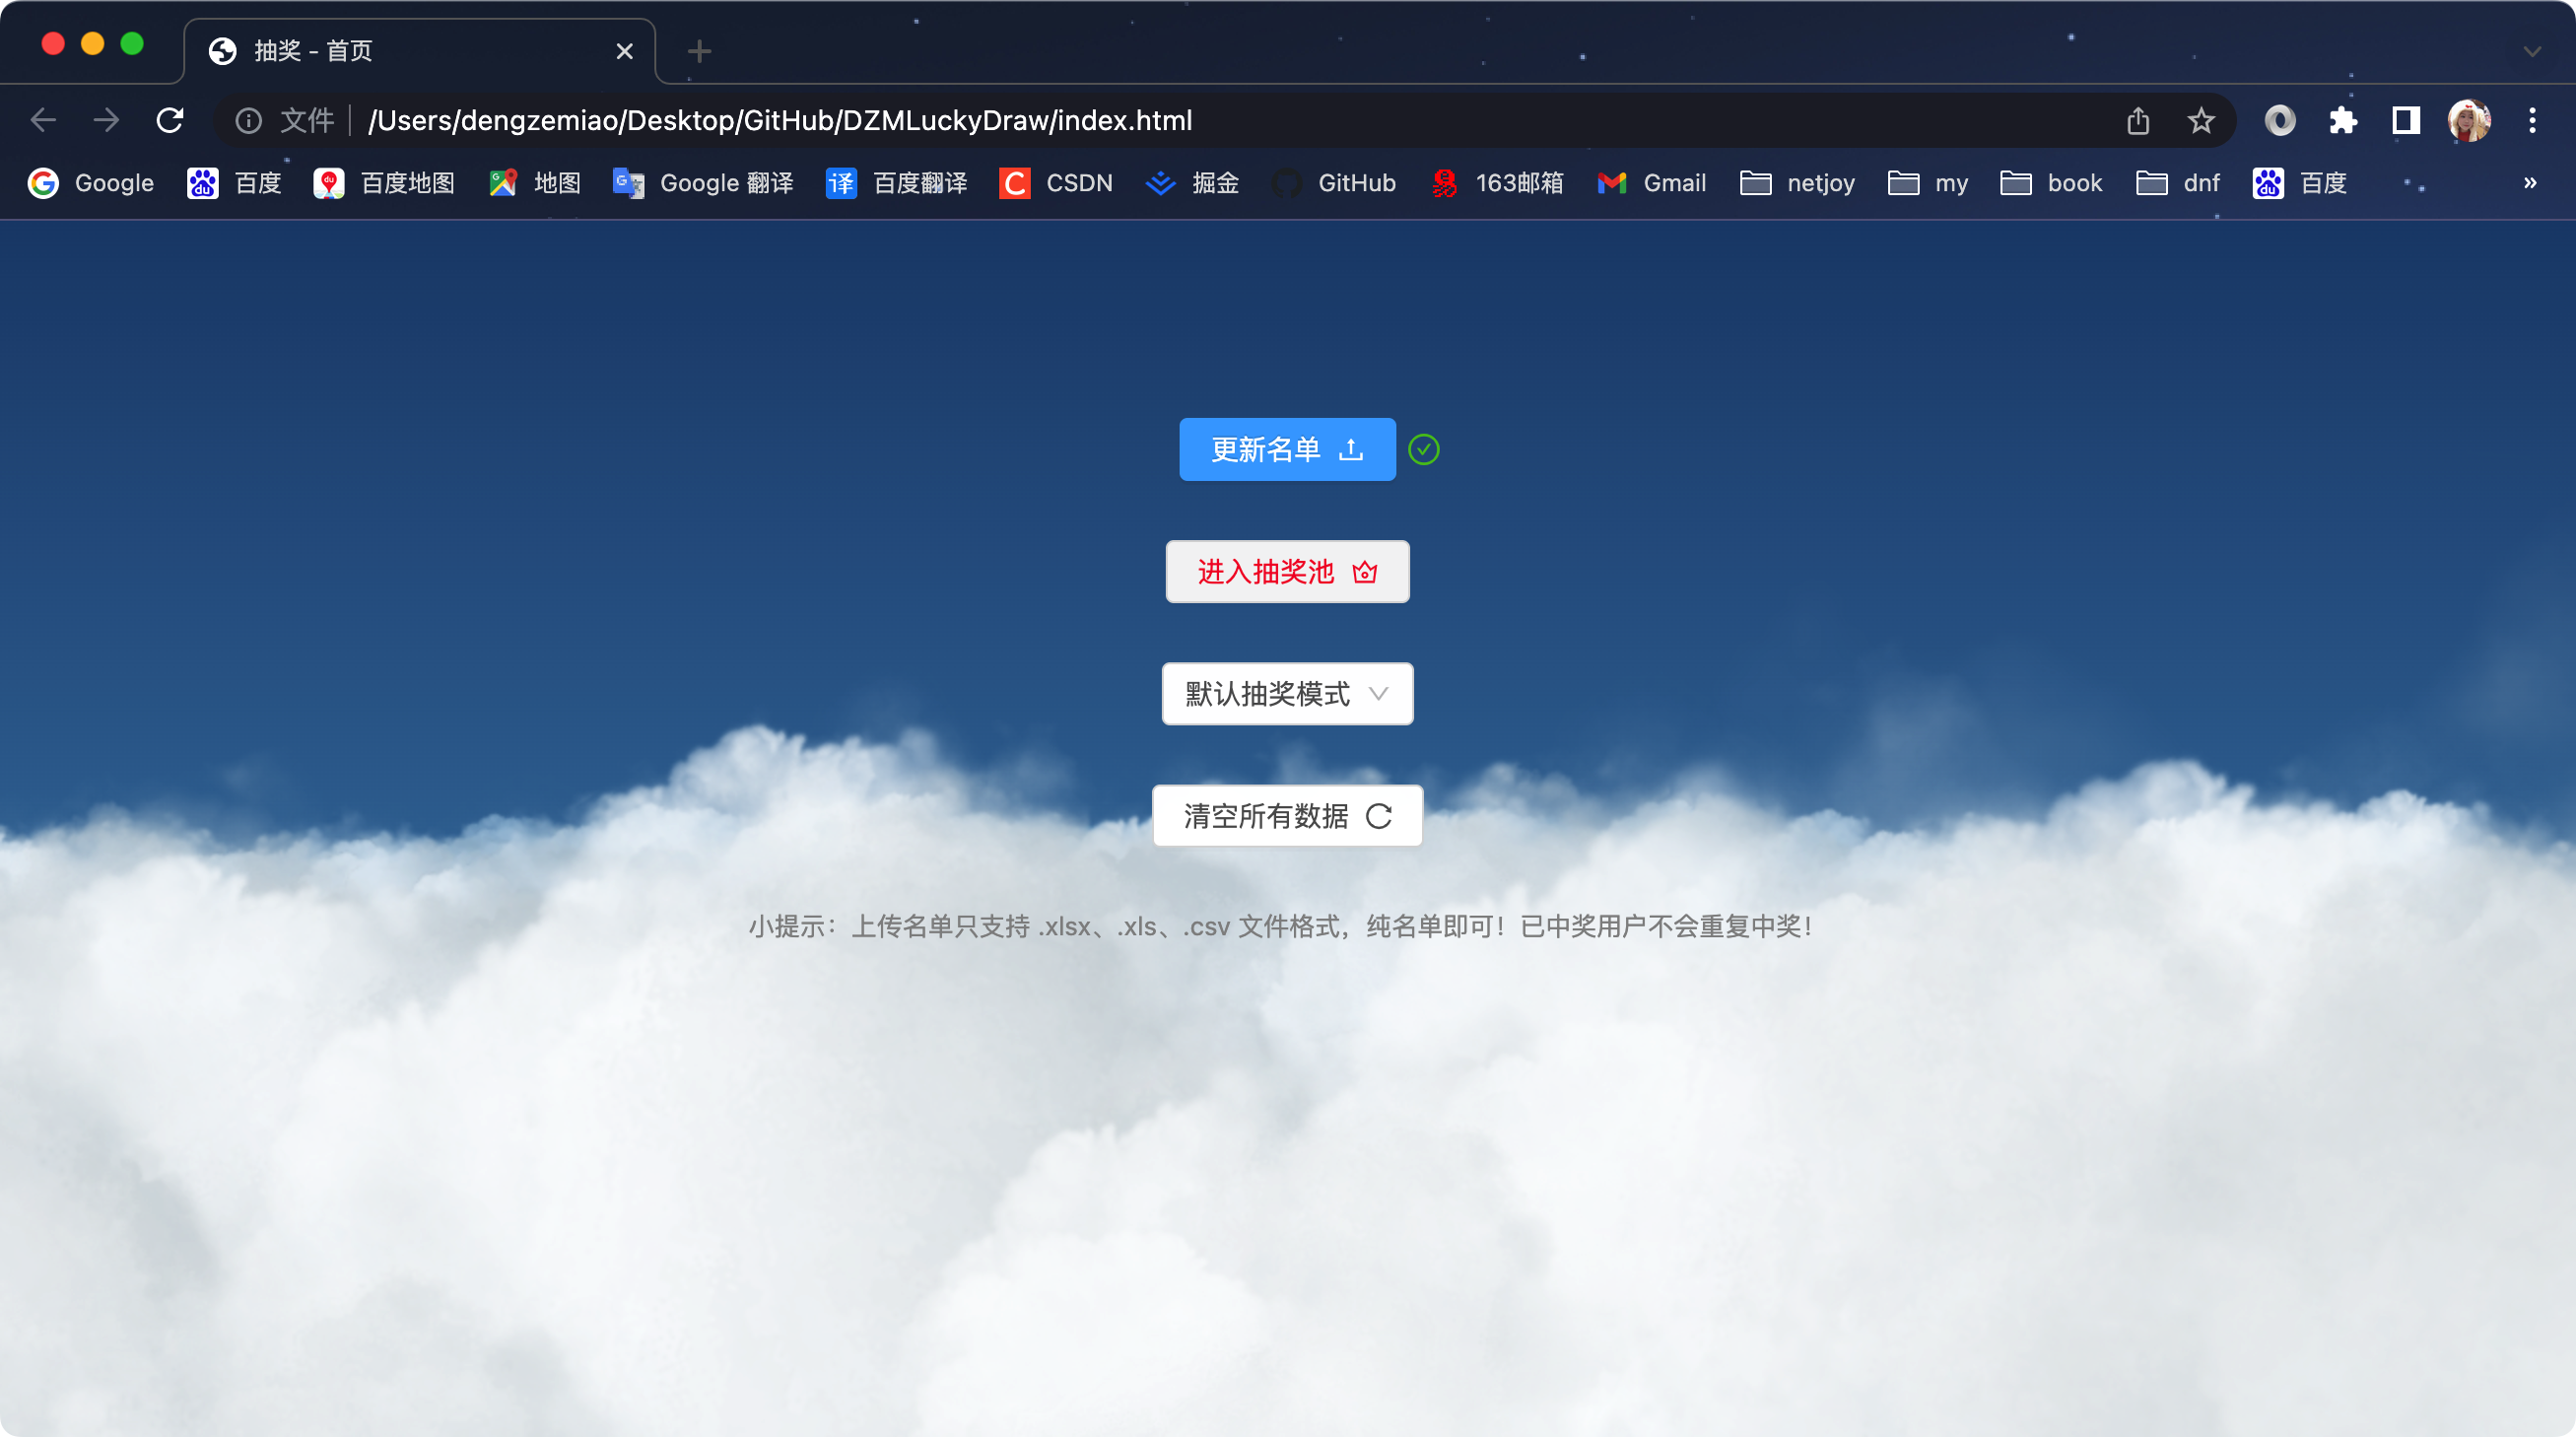 抽奖 - 首页
文件 /Users/dengzemiao/Desktop/GitHub/DZMLuckyDraw/index.html
Google 百度 百度地图 地图 Google 翻译 百度翻译 CSDN 掘金 GitHub 163邮箱 Gmail netjoy my book dnf 百度 »
更新名单
进入抽奖池
默认抽奖模式
清空所有数据
小提示：上传名单只支持 .xlsx、.xls、.csv 文件格式，纯名单即可！已中奖用户不会重复中奖！